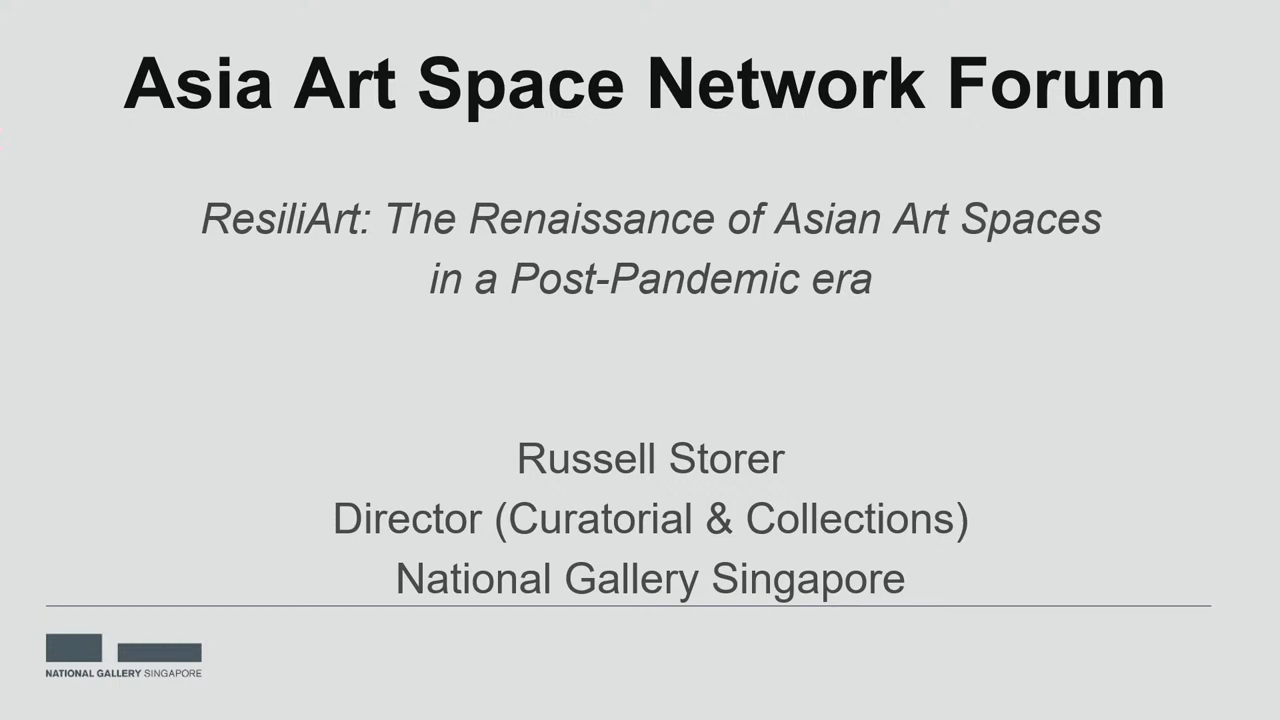 Asia Art Space Network Forum
ResiliArt: The Renaissance of Asian Art Spaces
in a Post-Pandemic era
Russell Storer
Director (Curatorial & Collections)
National Gallery Singapore
NATIONAL GALLERY SINGAPORE